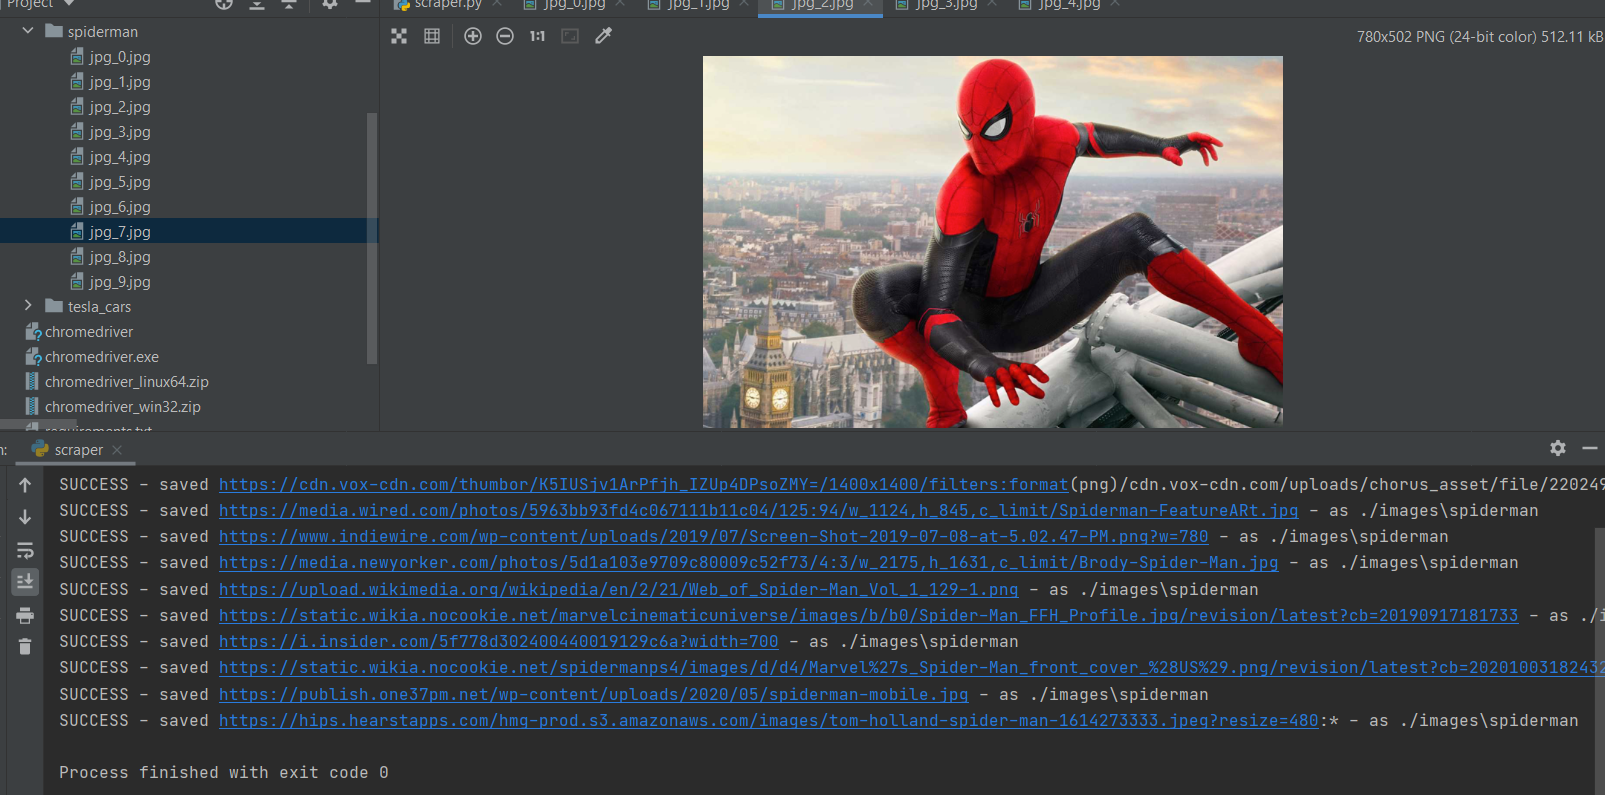 Project
scraper.py jpg_0.jpg jpg_1.jpg jpg_2.jpg jpg_3.jpg jpg_4.jpg
spiderman
1:1
780x502 PNG (24-bit color) 512.11 kB
jpg_0.jpg
jpg_1.jpg
jpg_2.jpg
jpg_3.jpg
jpg_4.jpg
jpg_5.jpg
jpg_6.jpg
jpg_7.jpg
jpg_8.jpg
jpg_9.jpg
tesla_cars
chromedriver
chromedriver.exe
chromedriver_linux64.zip
chromedriver_win32.zip
requirements.txt
scraper
SUCCESS - saved https://cdn.vox-cdn.com/thumbor/K5IUSjv1ArPfjh_IZUp4DPsoZMY=/1400x1400/filters:format(png)/cdn.vox-cdn.com/uploads/chorus_asset/file/220249
SUCCESS - saved https://media.wired.com/photos/5963bb93fd4c067111b11c04/125:94/w_1124,h_845,c_limit/Spiderman-FeatureARt.jpg - as ./images\spiderman
SUCCESS - saved https://www.indiewire.com/wp-content/uploads/2019/07/Screen-Shot-2019-07-08-at-5.02.47-PM.png?w=780 - as ./images\spiderman
SUCCESS - saved https://media.newyorker.com/photos/5d1a103e9709c80009c52f73/4:3/w_2175,h_1631,c_limit/Brody-Spider-Man.jpg - as ./images\spiderman
SUCCESS - saved https://upload.wikimedia.org/wikipedia/en/2/21/Web_of_Spider-Man_Vol_1_129-1.png - as ./images\spiderman
SUCCESS - saved https://static.wikia.nocookie.net/marvelcinematicuniverse/images/b/b0/Spider-Man_FFH_Profile.jpg/revision/latest?cb=20190917181733 - as ./i
SUCCESS - saved https://i.insider.com/5f778d302400440019129c6a?width=700 - as ./images\spiderman
SUCCESS - saved https://static.wikia.nocookie.net/spidermanps4/images/d/d4/Marvel%27s_Spider-Man_front_cover_%28US%29.png/revision/latest?cb=20201003182432
SUCCESS - saved https://publish.one37pm.net/wp-content/uploads/2020/05/spiderman-mobile.jpg - as ./images\spiderman
SUCCESS - saved https://hips.hearstapps.com/hmg-prod.s3.amazonaws.com/images/tom-holland-spider-man-1614273333.jpeg?resize=480:* - as ./images\spiderman
Process finished with exit code 0